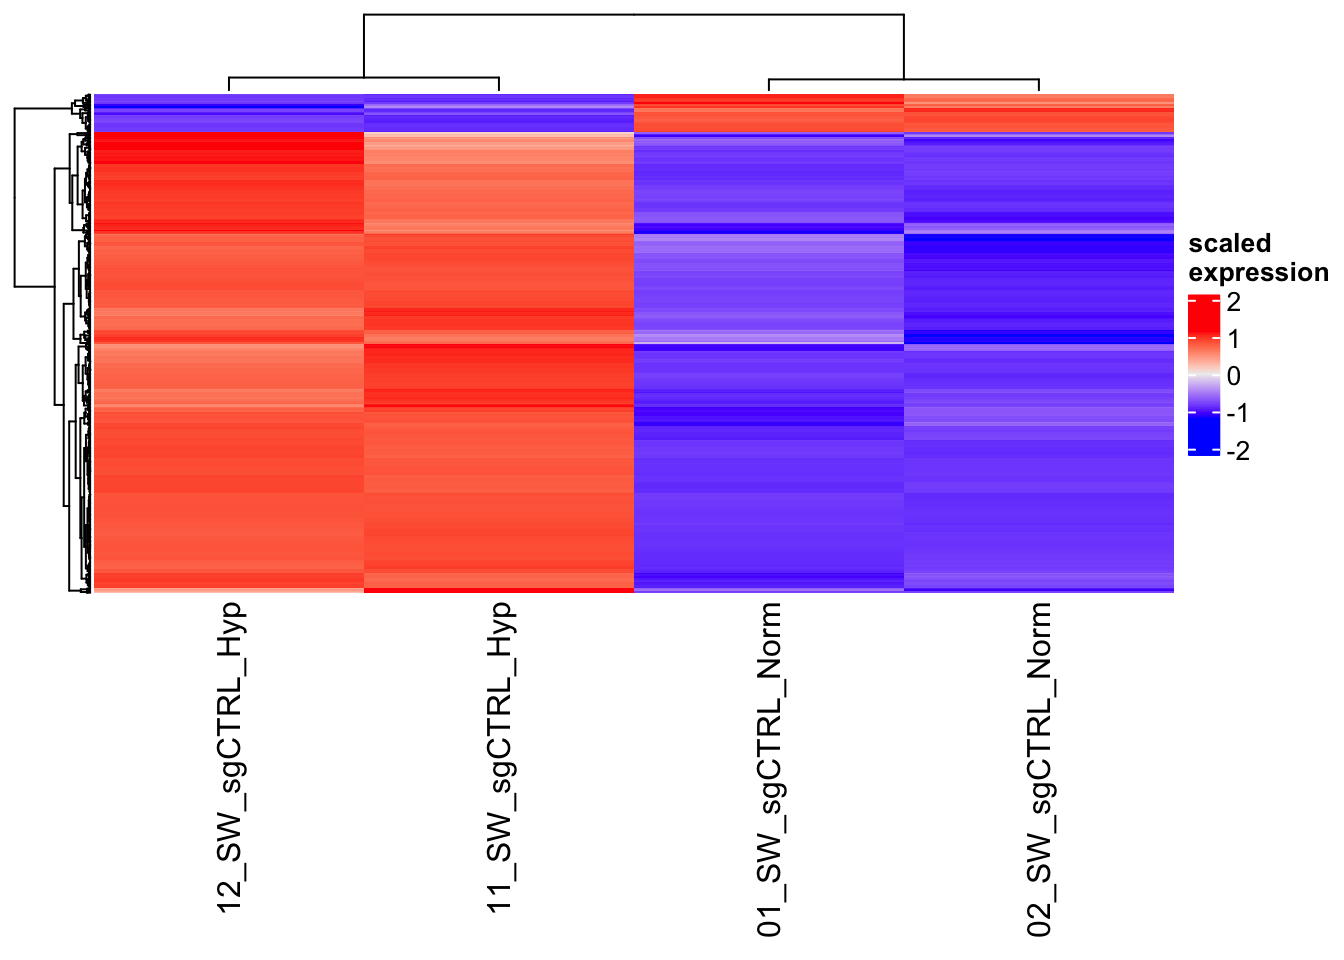 scaled
expression
2
1
0
-1
-2
12_SW_sgCTRL_Hyp
11_SW_sgCTRL_Hyp
01_SW_sgCTRL_Norm
02_SW_sgCTRL_Norm